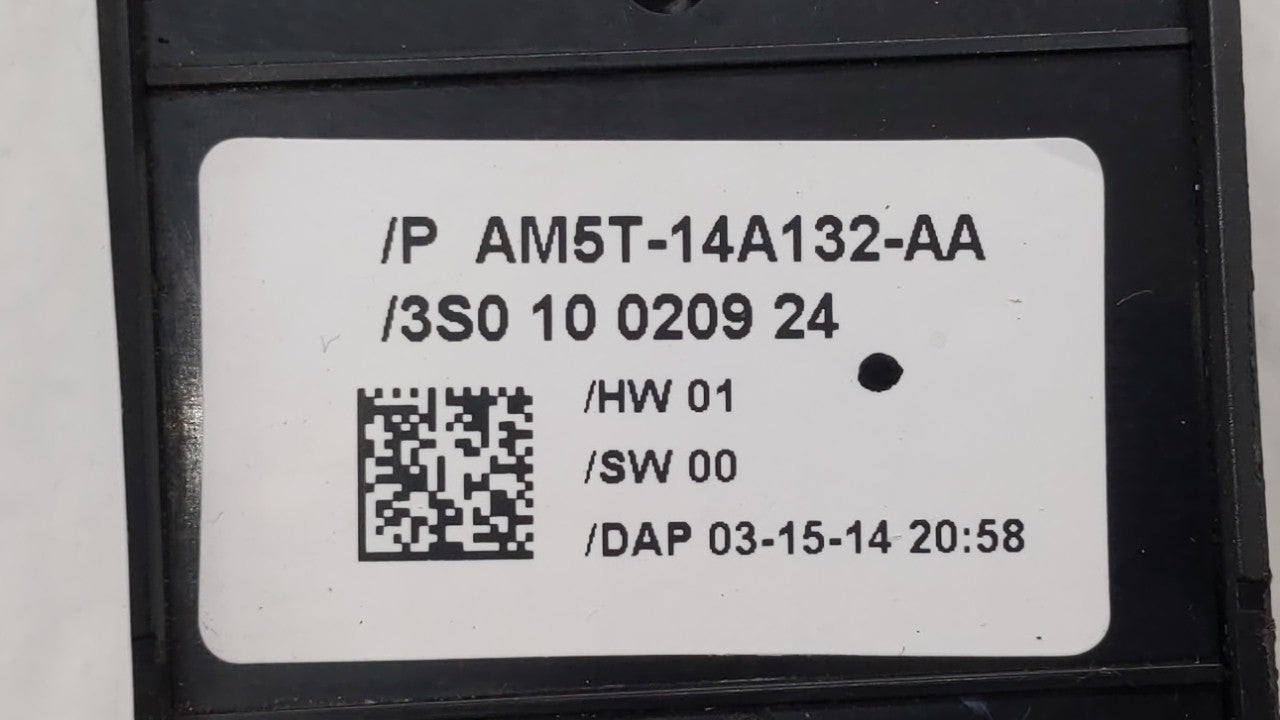 /P AM5T-14A132-AA
/3S0 10 0209 24
/HW 01
/SW 00
/DAP 03-15-14 20:58